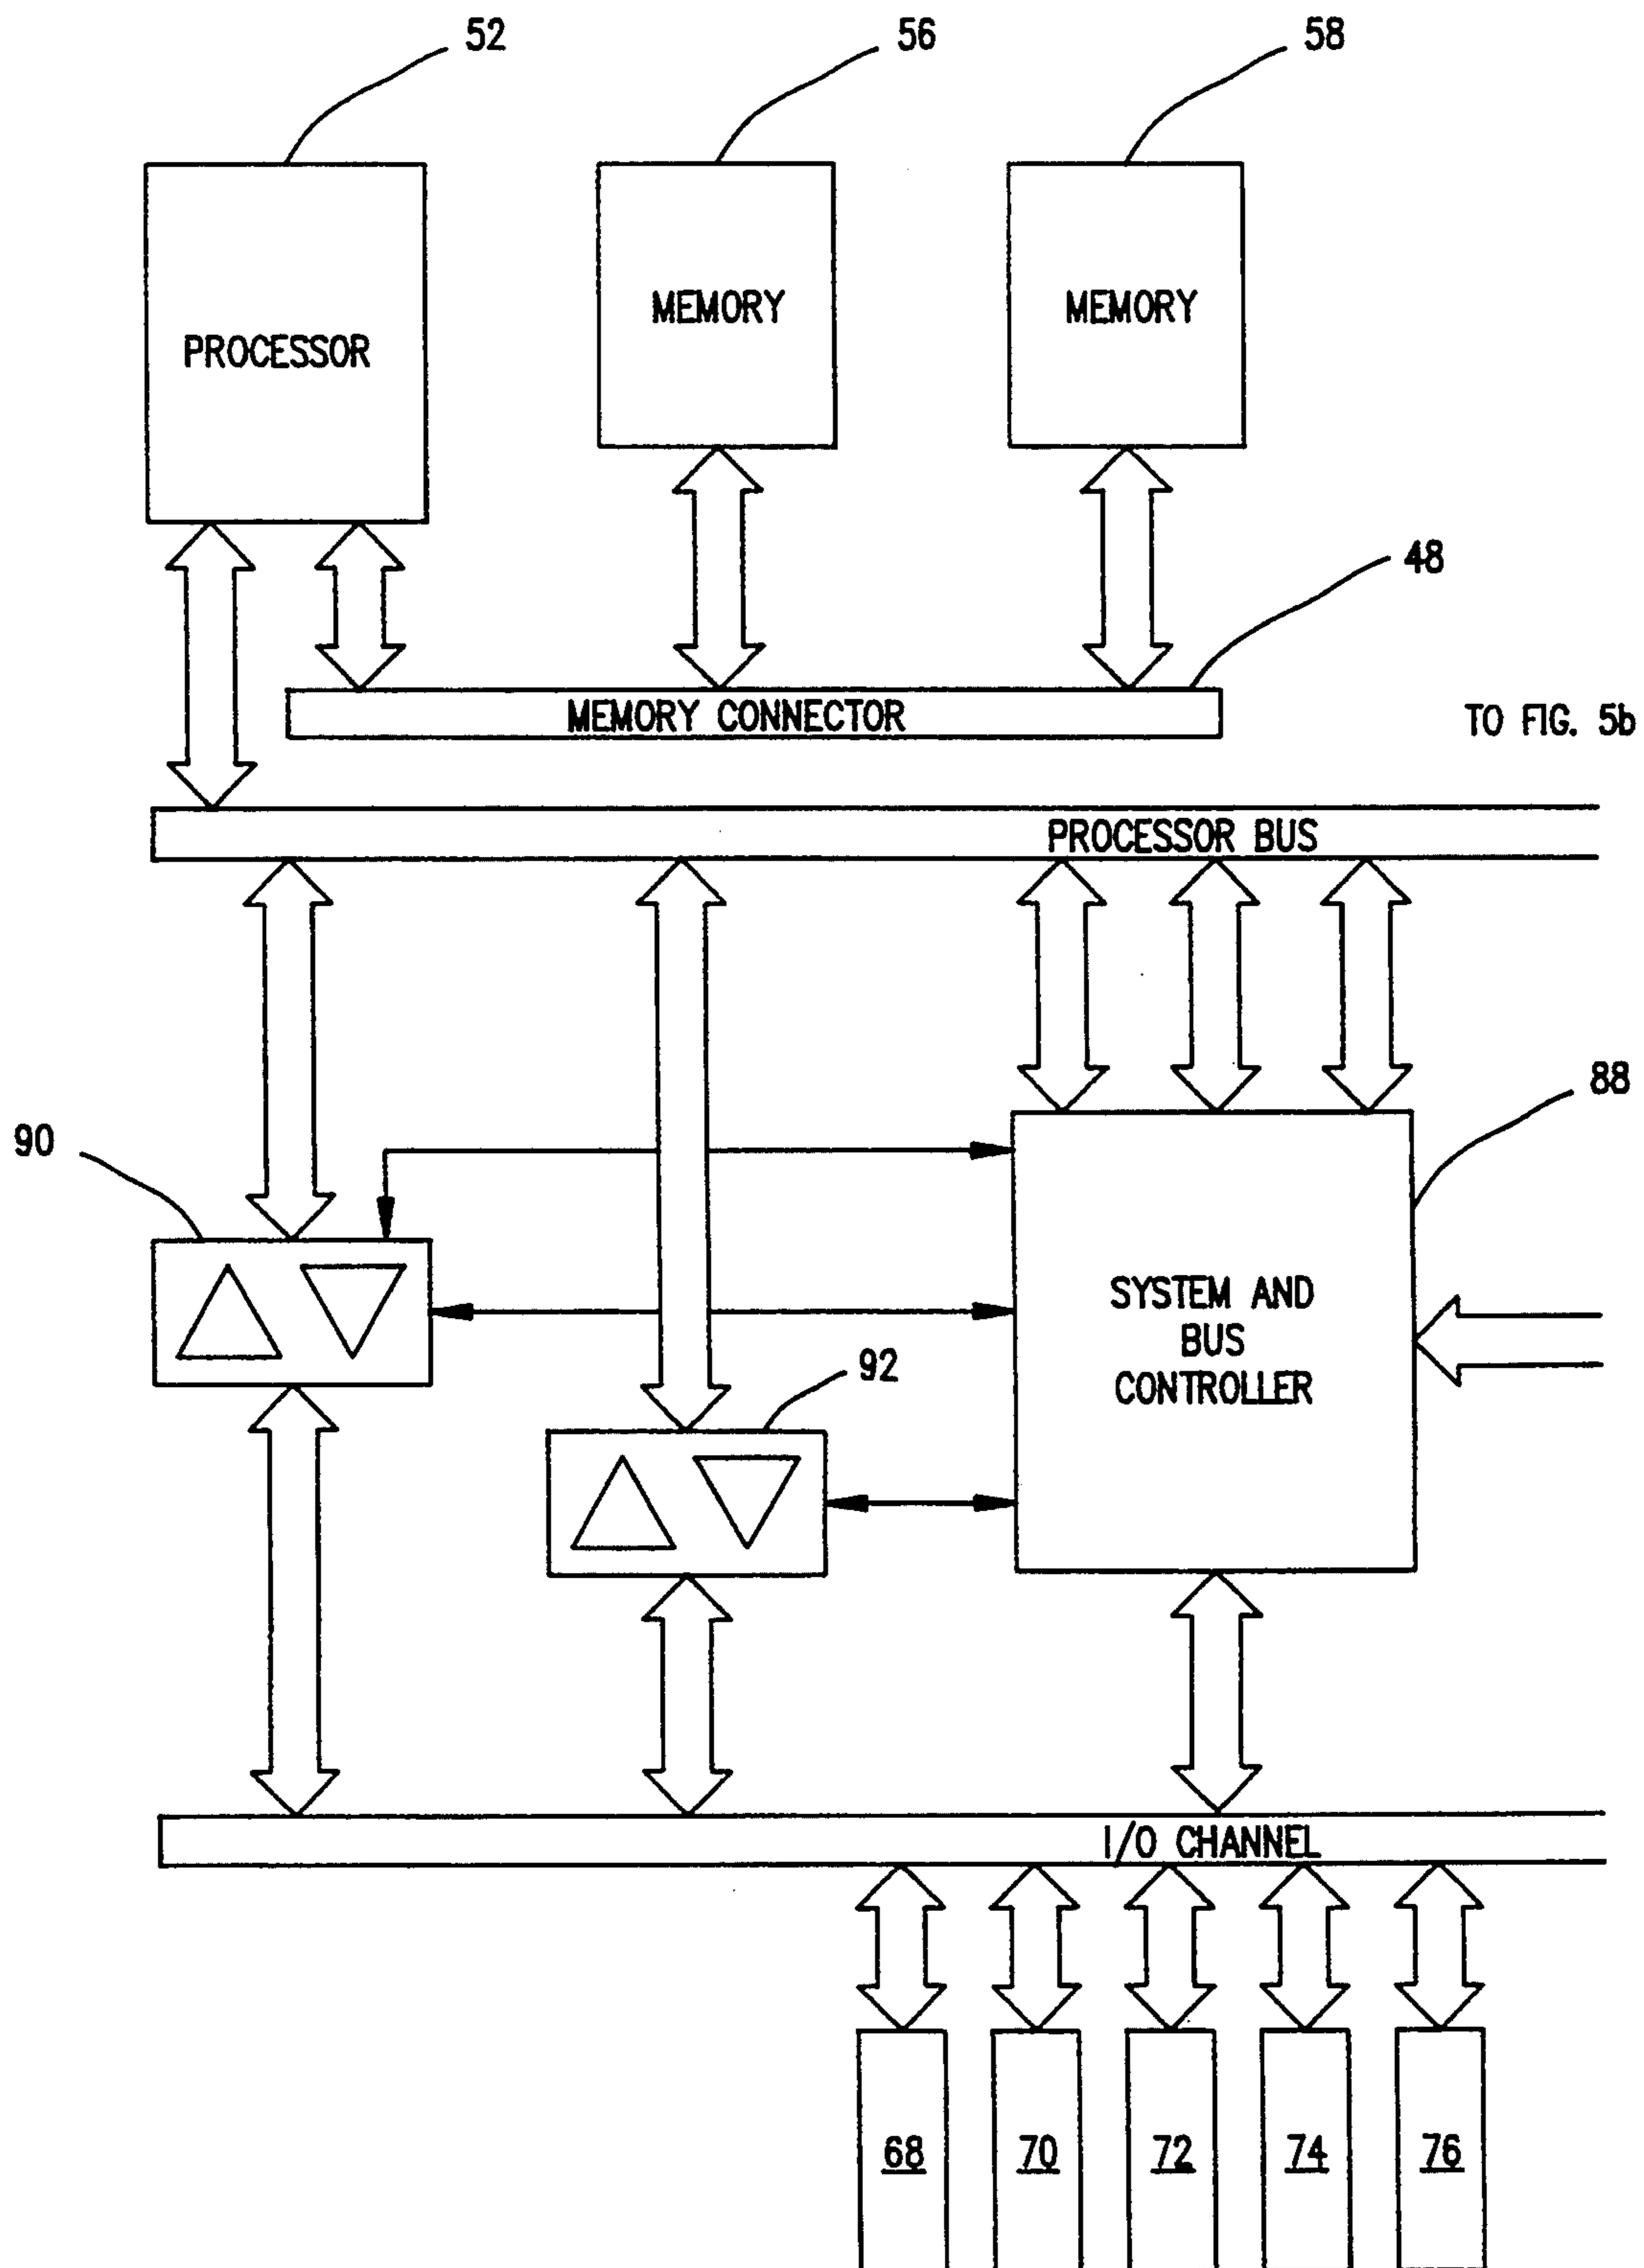 52
56
58
PROCESSOR
MEMORY
MEMORY
48
MEMORY CONNECTOR
TO FIG. 5b
PROCESSOR BUS
88
90
SYSTEM AND
BUS
CONTROLLER
92
I/O CHANNEL
68
70
72
74
76